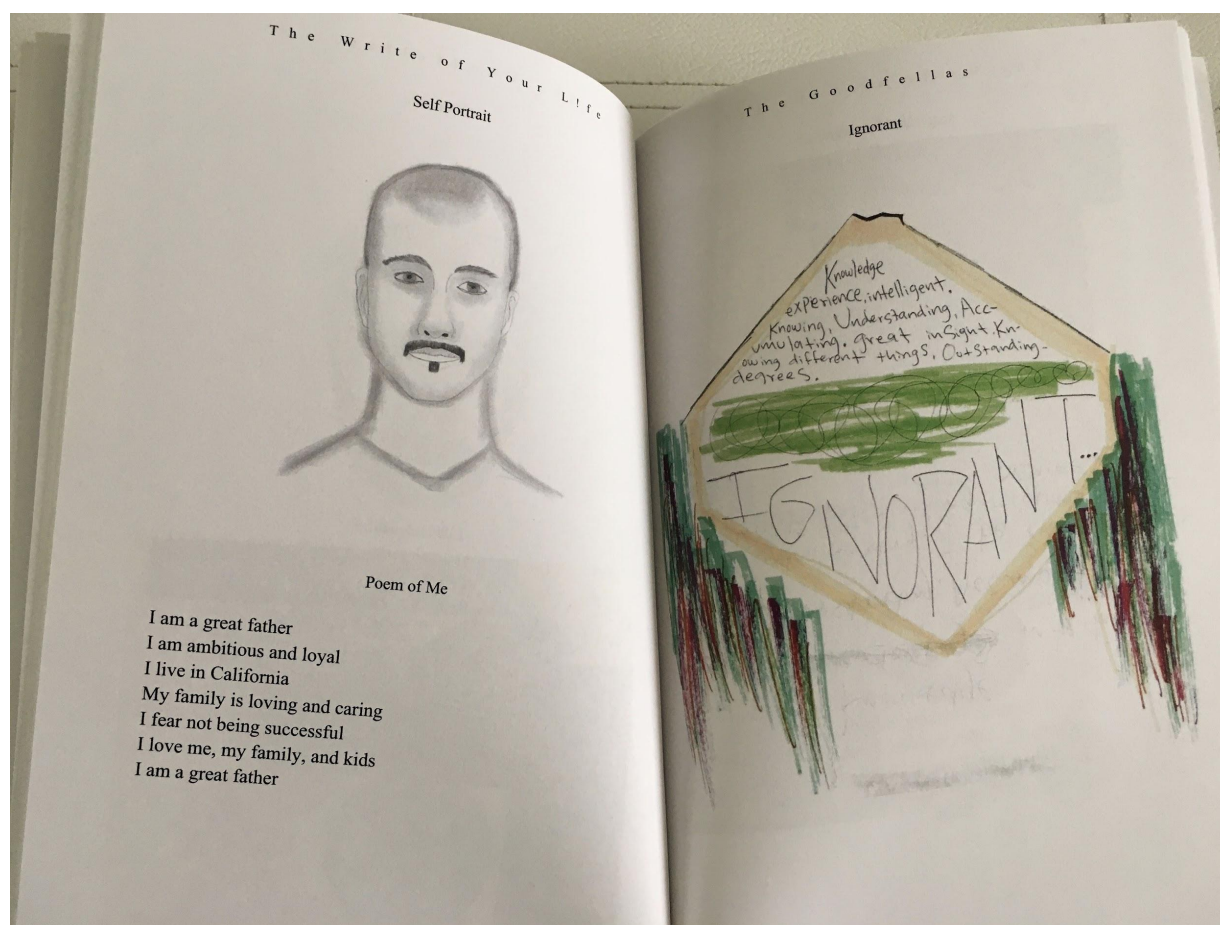 The Write of Your L!fe
Self Portrait
Poem of Me
I am a great father
I am ambitious and loyal
I live in California
My family is loving and caring
I fear not being successful
I love me, my family, and kids
I am a great father
The Goodfellas
Ignorant
Knowledge
experience, intelligent.
Knowing, Understanding, Acc-
umulating. great insight. Kn-
owing different things, Outstanding-
degrees.
IGNORANT...